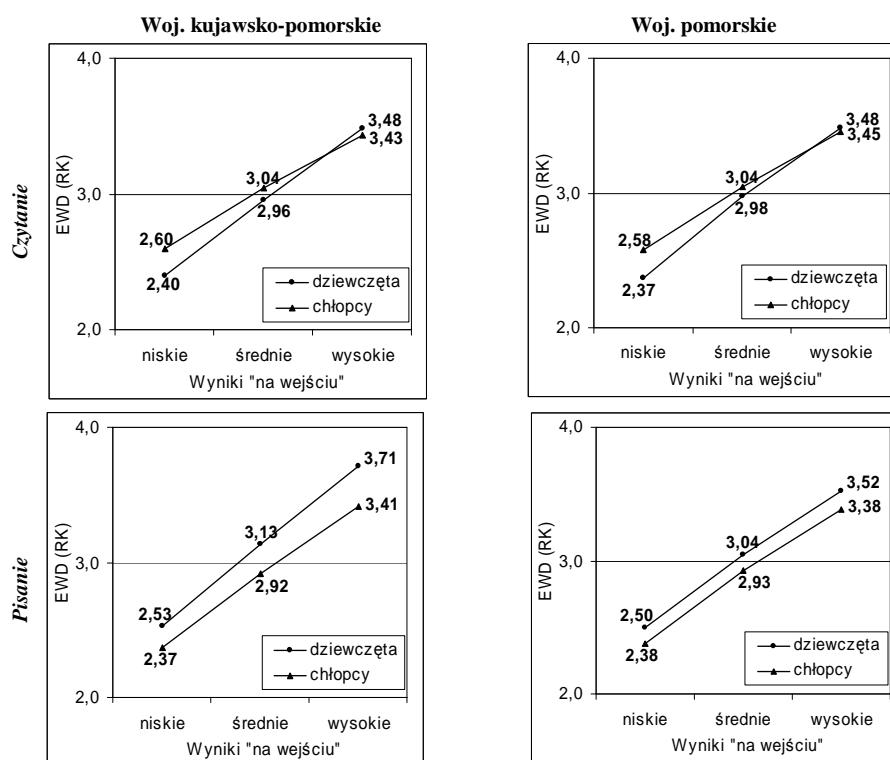 Woj. kujawsko-pomorskie
Woj. pomorskie
Czytanie
EWD (RK)
4,0
3,0
2,0
3,48
3,43
3,04
2,96
2,60
2,40
dziewczęta
chłopcy
niskie średnie wysokie
Wyniki "na wejściu"
EWD (RK)
4,0
3,0
2,0
3,48
3,45
3,04
2,98
2,58
2,37
dziewczęta
chłopcy
niskie średnie wysokie
Wyniki "na wejściu"
Pisanie
EWD (RK)
4,0
3,0
2,0
3,71
3,41
3,13
2,92
2,53
2,37
dziewczęta
chłopcy
niskie średnie wysokie
Wyniki "na wejściu"
EWD (RK)
4,0
3,0
2,0
3,52
3,38
3,04
2,93
2,50
2,38
dziewczęta
chłopcy
niskie średnie wysokie
Wyniki "na wejściu"